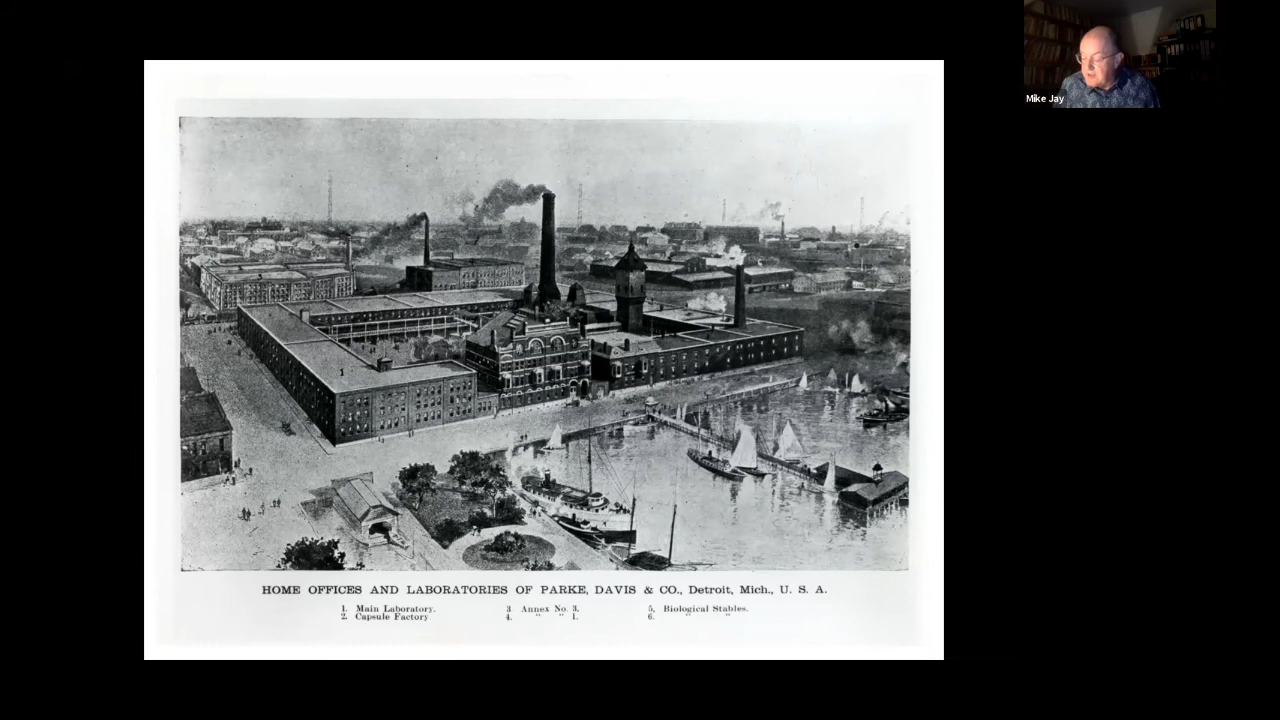 Mike Jay
1
HOME OFFICES AND LABORATORIES OF PARKE, DAVIS & CO., Detroit, Mich., U. S. A.
1. Main Laboratory. 3 Annex No. 3. 5, Biological Stables.
2. Capsule Factory 4. " " 1. 6. " "